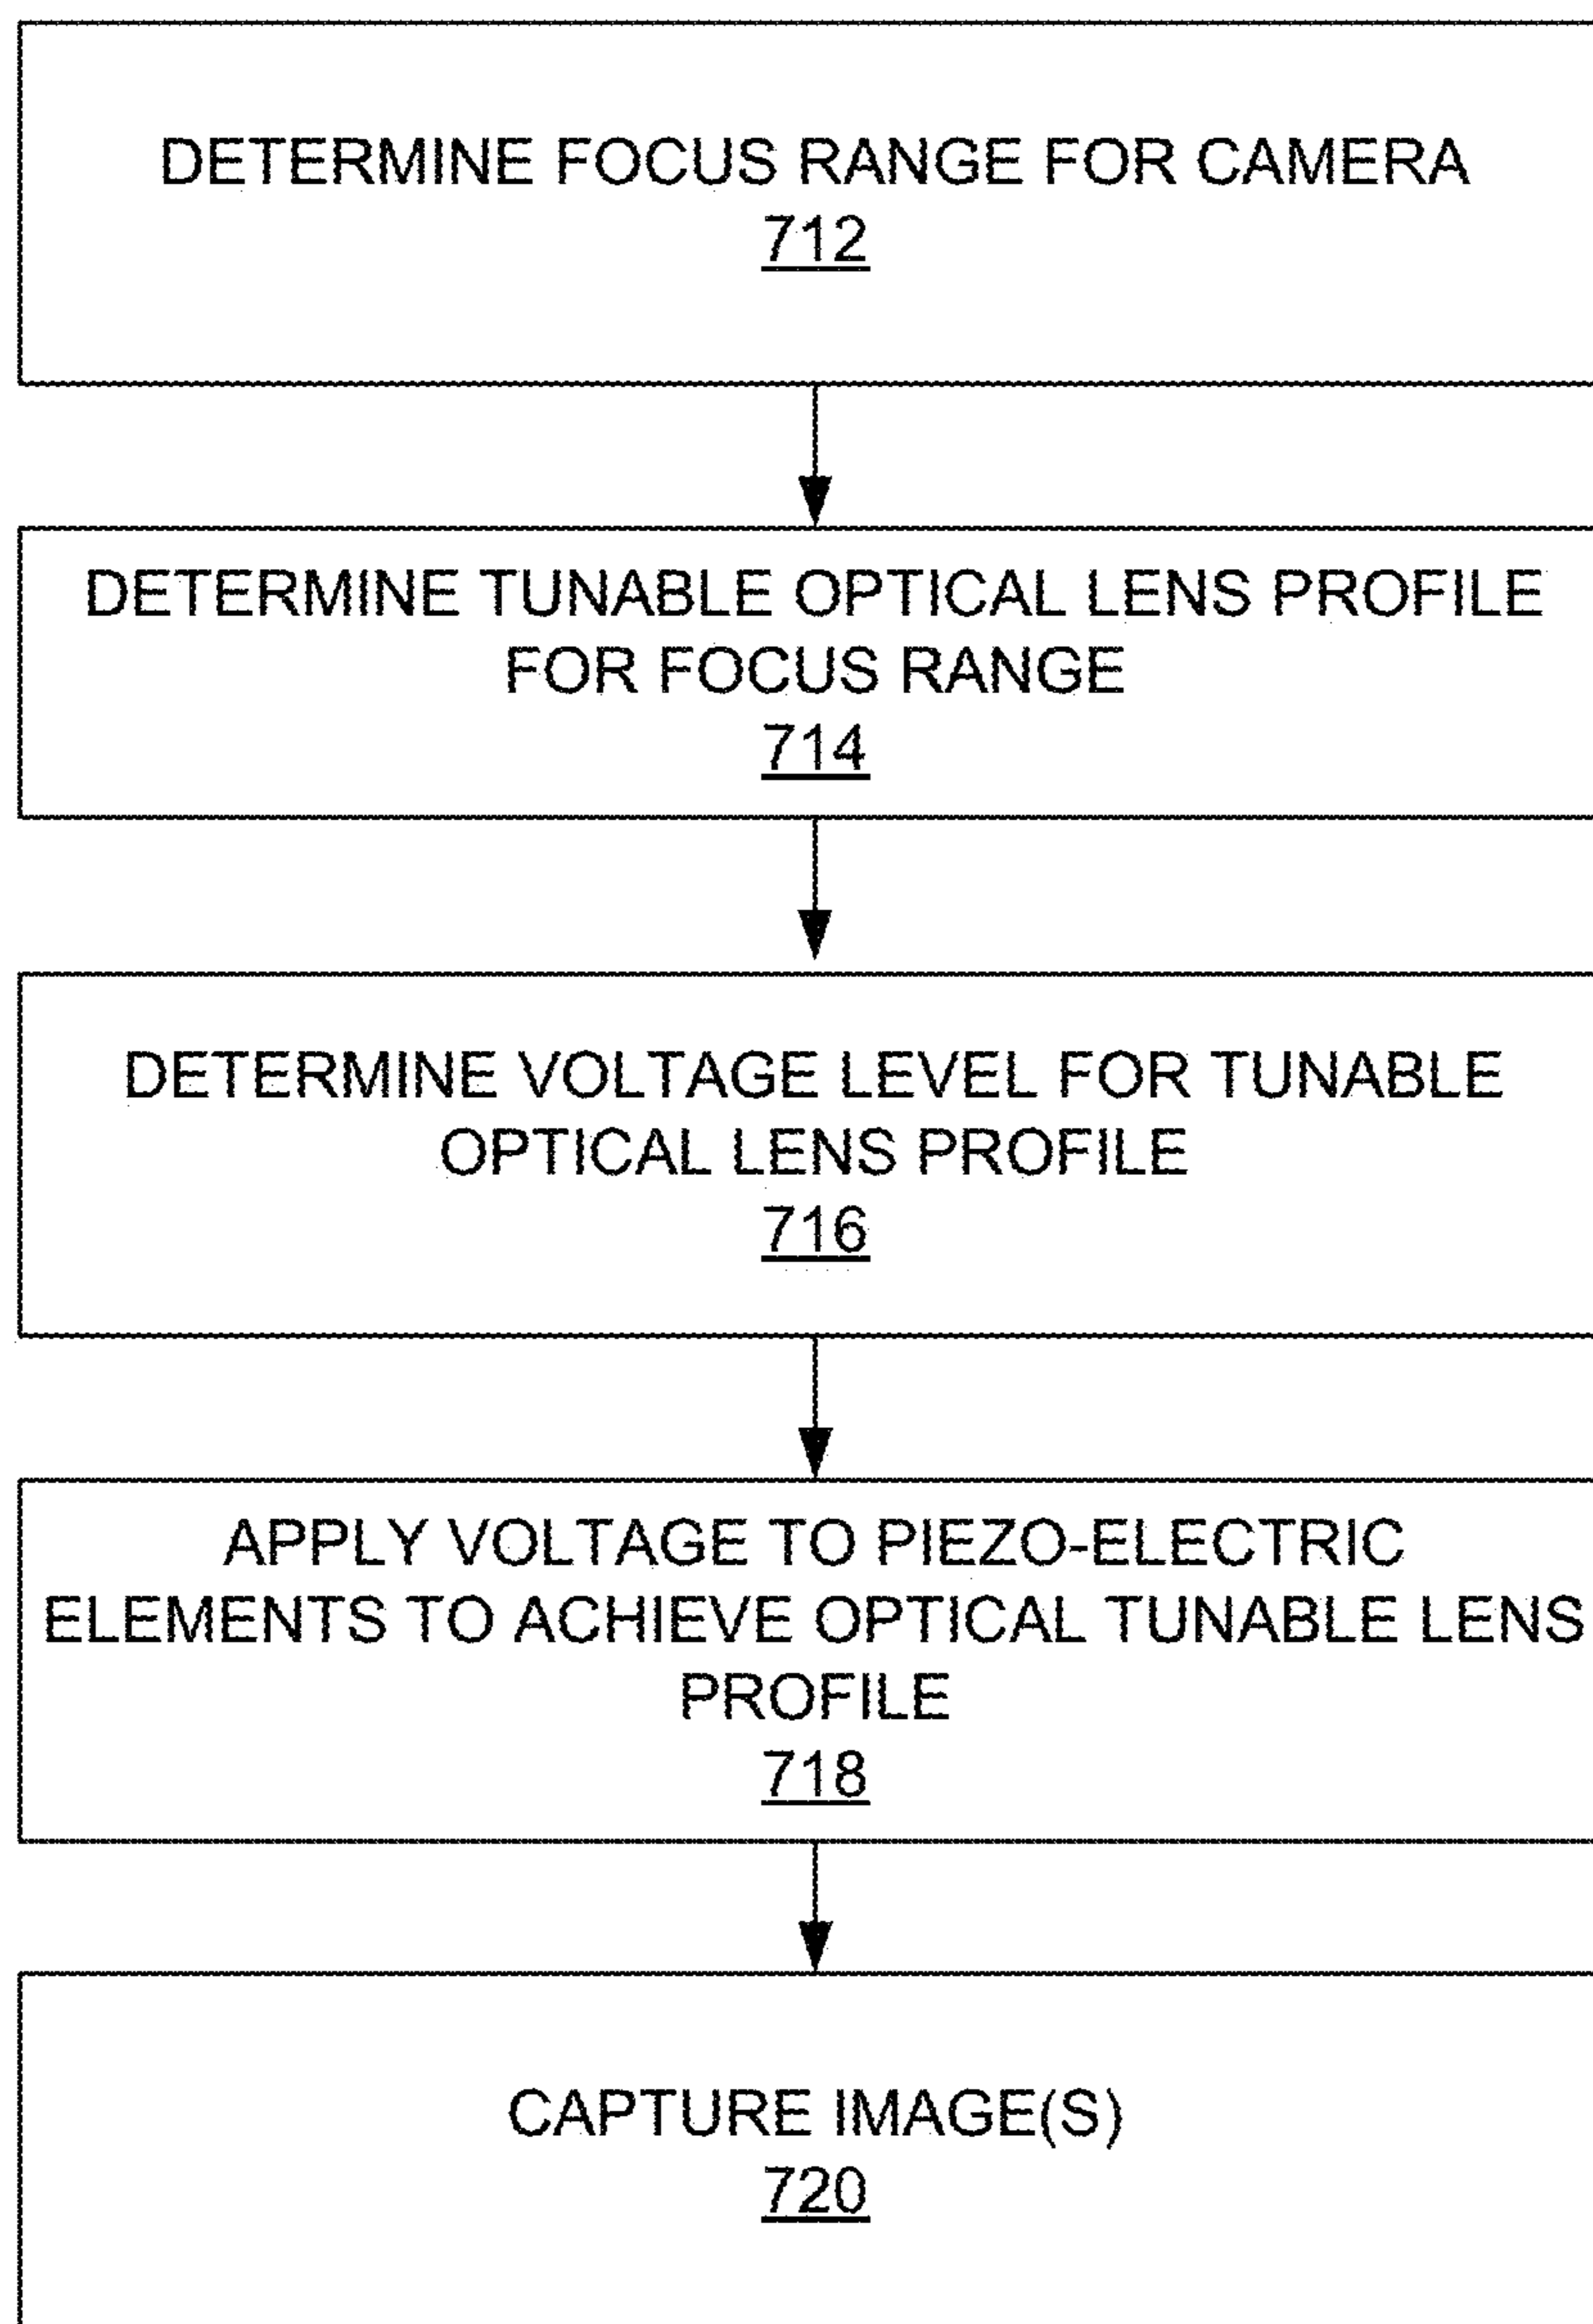 DETERMINE FOCUS RANGE FOR CAMERA
712
DETERMINE TUNABLE OPTICAL LENS PROFILE
FOR FOCUS RANGE
714
DETERMINE VOLTAGE LEVEL FOR TUNABLE
OPTICAL LENS PROFILE
716
APPLY VOLTAGE TO PIEZO-ELECTRIC
ELEMENTS TO ACHIEVE OPTICAL TUNABLE LENS
PROFILE
718
CAPTURE IMAGE(S)
720